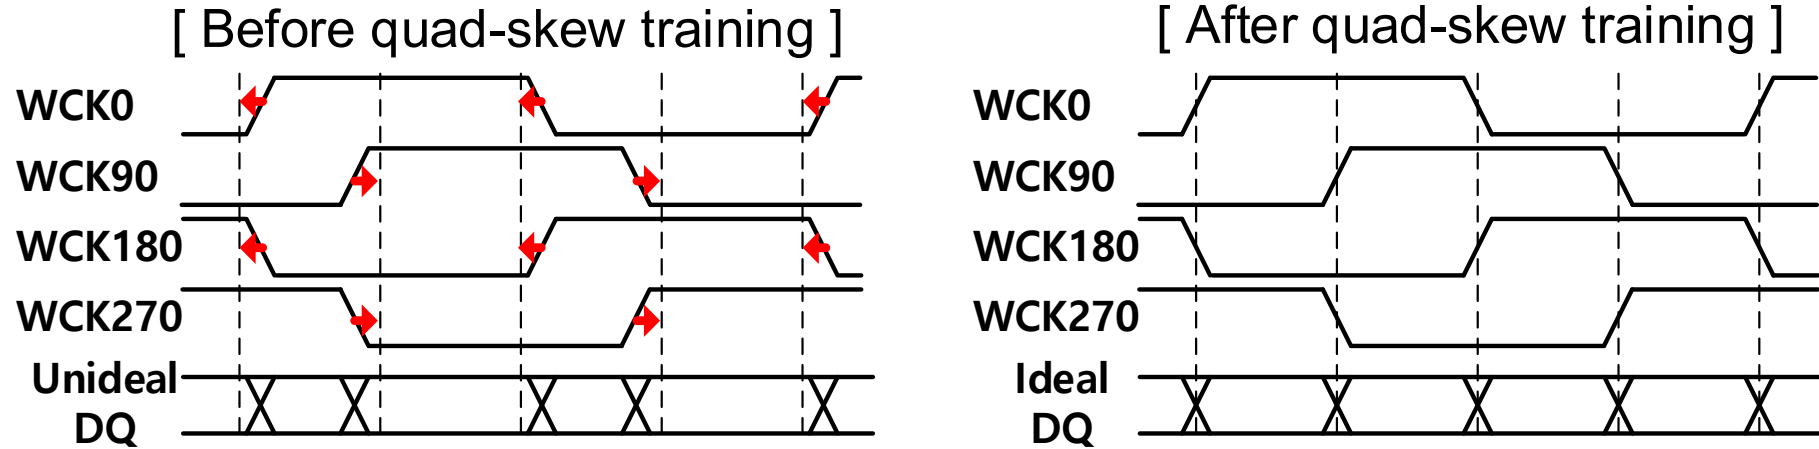 [ Before quad-skew training ]
WCK0
WCK90
WCK180
WCK270
Unideal
DQ
[ After quad-skew training ]
WCK0
WCK90
WCK180
WCK270
Ideal
DQ